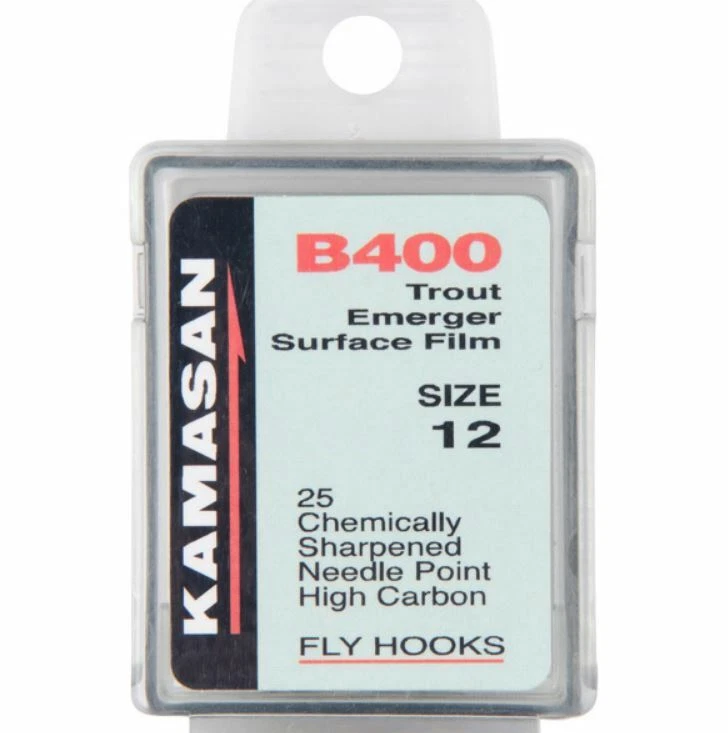 KAMASAN
B400
Trout
Emerger
Surface Film
SIZE
12
25
Chemically
Sharpened
Needle Point
High Carbon
FLY HOOKS